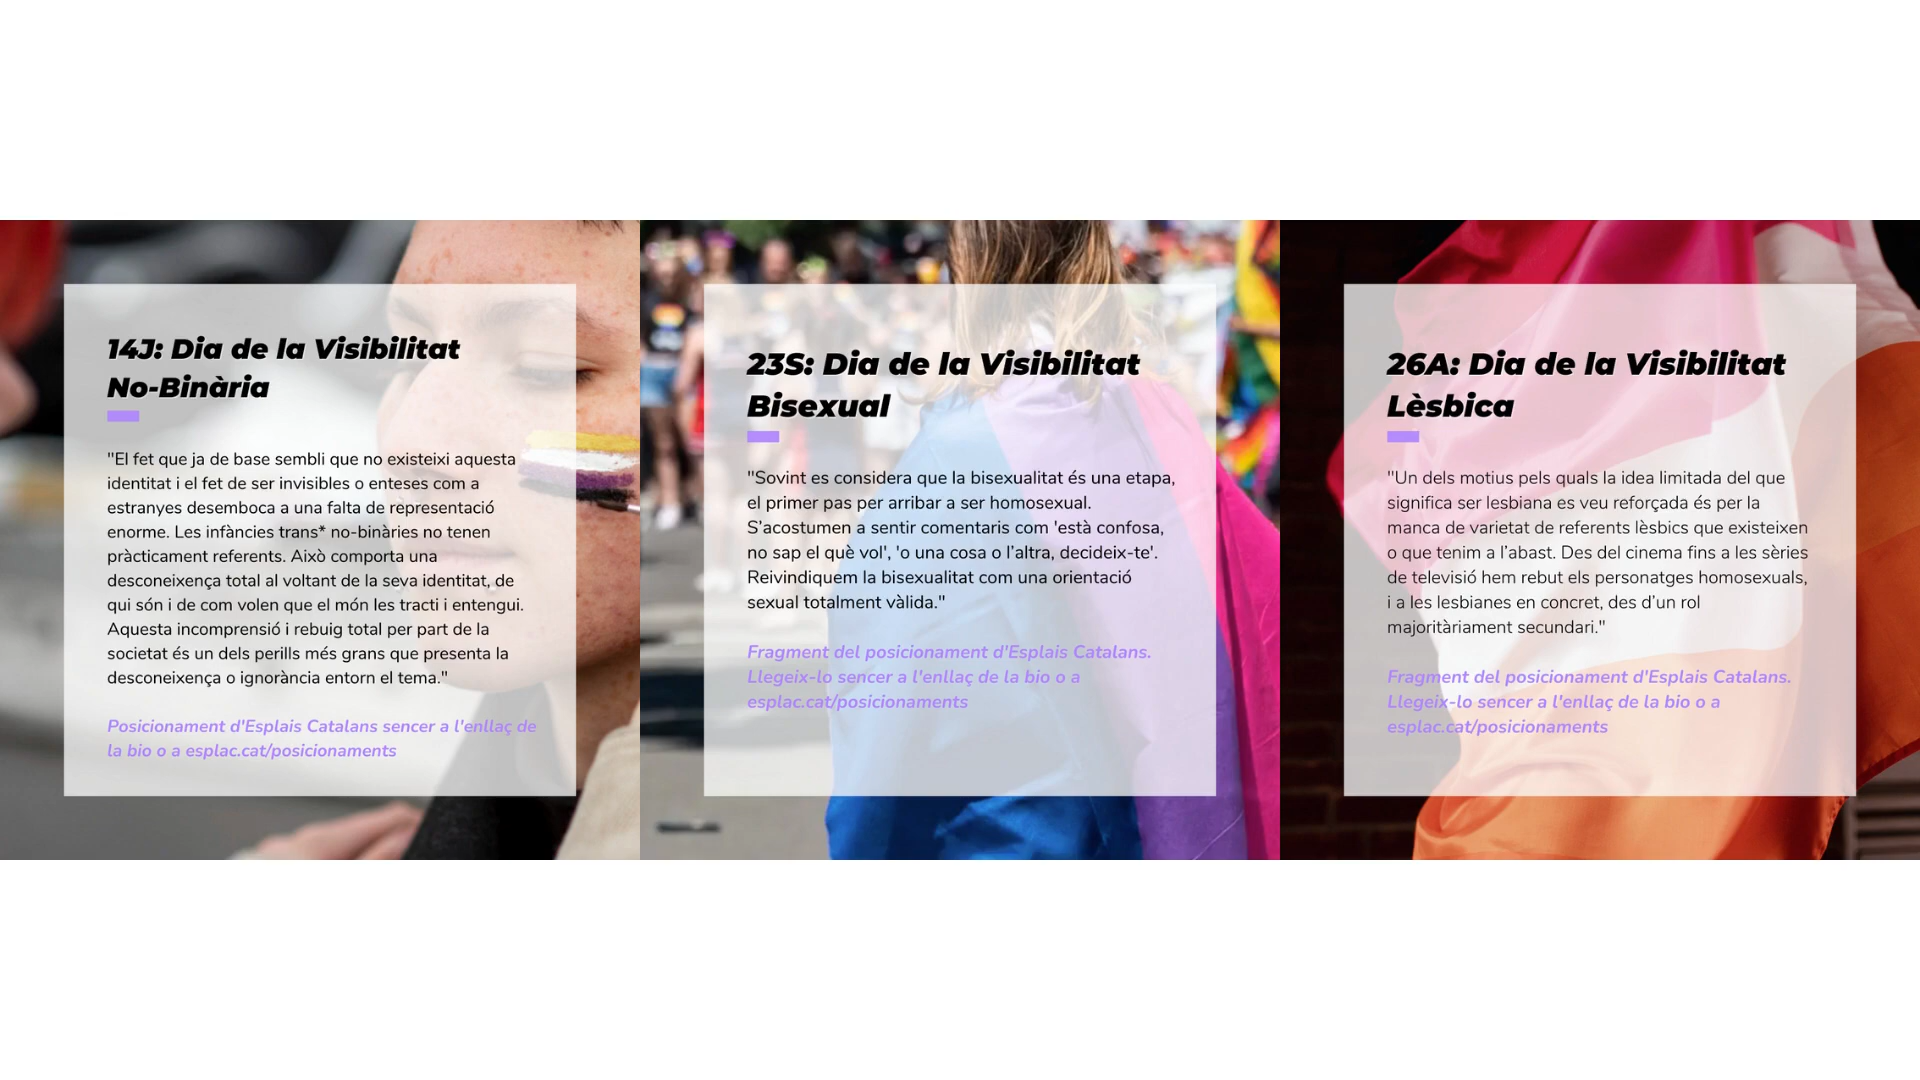 14J: Dia de la Visibilitat
No-Binària
"El fet que ja de base sembli que no existeixi aquesta
identitat i el fet de ser invisibles o enteses com a
estranyes desemboca a una falta de representació
enorme. Les infàncies trans* no-binàries no tenen
pràcticament referents. Això comporta una
desconeixença total al voltant de la seva identitat, de
qui són i de com volen que el món les tracti i entengui.
Aquesta incomprensió i rebuig total per part de la
societat és un dels perills més grans que presenta la
desconeixença o ignorància entorn el tema."
Posicionament d'Esplais Catalans sencer a l'enllaç de
la bio o a esplac.cat/posicionaments
23S: Dia de la Visibilitat
Bisexual
"Sovint es considera que la bisexualitat és una etapa,
el primer pas per arribar a ser homosexual.
S’acostumen a sentir comentaris com 'està confosa,
no sap el què vol', 'o una cosa o l’altra, decideix-te'.
Reivindiquem la bisexualitat com una orientació
sexual totalment vàlida."
Fragment del posicionament d'Esplais Catalans.
Llegeix-lo sencer a l'enllaç de la bio o a
esplac.cat/posicionaments
26A: Dia de la Visibilitat
Lèsbica
"Un dels motius pels quals la idea limitada del que
significa ser lesbiana es veu reforçada és per la
manca de varietat de referents lèsbics que existeixen
o que tenim a l’abast. Des del cinema fins a les sèries
de televisió hem rebut els personatges homosexuals,
i a les lesbianes en concret, des d’un rol
majoritàriament secundari."
Fragment del posicionament d'Esplais Catalans.
Llegeix-lo sencer a l'enllaç de la bio o a
esplac.cat/posicionaments